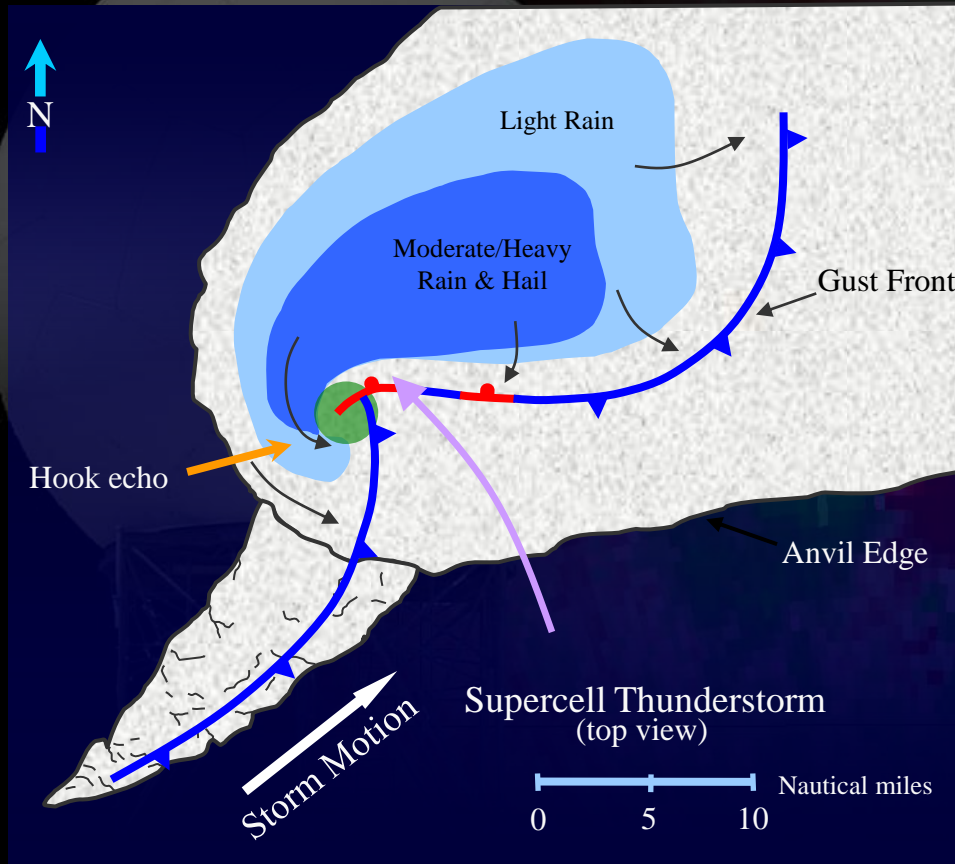 N
Light Rain
Moderate/Heavy
Rain & Hail
Gust Front
Hook echo
Anvil Edge
Storm Motion
Supercell Thunderstorm
(top view)
Nautical miles
0 5 10